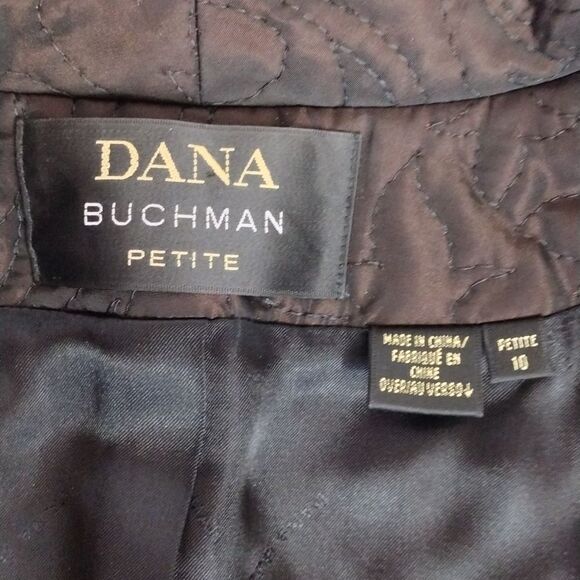 DANA
BUCHMAN
PETITE
MADE IN CHINA/
FABRIQUÉ EN
CHINE
OVER/AU VERSO↓
PETITE
10